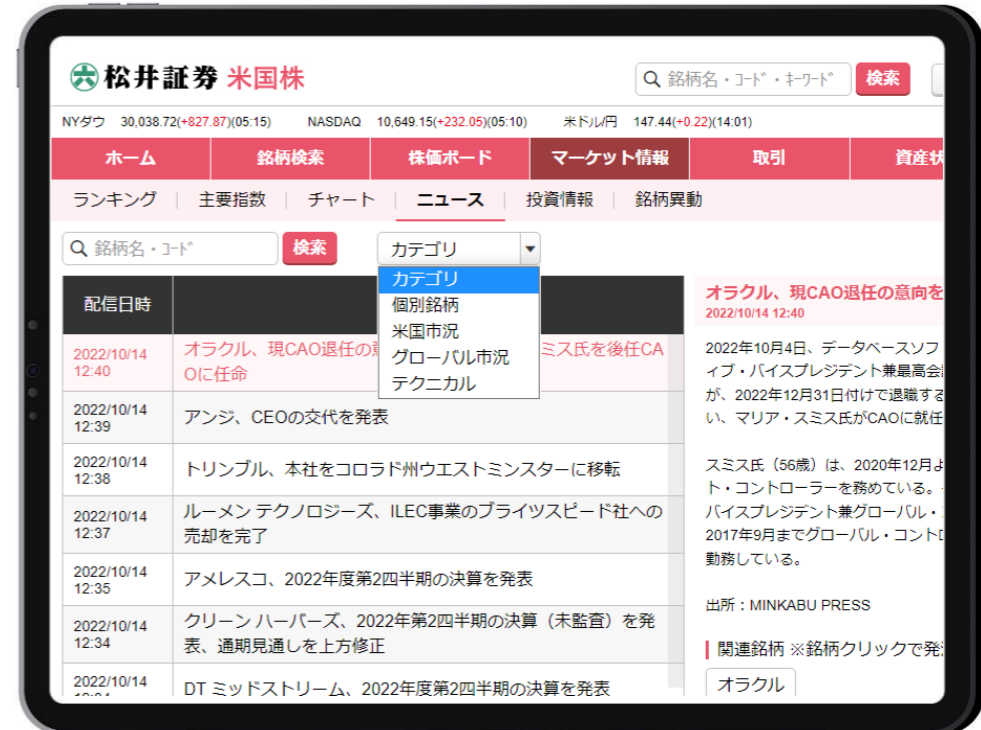 松井証券 米国株
銘柄名・ｺｰﾄﾞ・ｷｰﾜｰﾄﾞ 検索
NYダウ 30,038.72(+827.87)(05:15) NASDAQ 10,649.15(+232.05)(05:10) 米ドル/円 147.44(+0.22)(14:01)
ホーム 銘柄検索 株価ボード マーケット情報 取引 資産状
ランキング 主要指数 チャート ニュース 投資情報 銘柄異動
銘柄名・ｺｰﾄﾞ 検索 カテゴリ
カテゴリ
個別銘柄
米国市況
グローバル市況
テクニカル
配信日時
2022/10/14
12:40
オラクル、現CAO退任の ミス氏を後任CA
Oに任命
2022/10/14
12:39
アンジ、CEOの交代を発表
2022/10/14
12:38
トリンブル、本社をコロラド州ウエストミンスターに移転
2022/10/14
12:37
ルーメン テクノロジーズ、ILEC事業のブライツスピード社への
売却を完了
2022/10/14
12:35
アメレスコ、2022年度第2四半期の決算を発表
2022/10/14
12:34
クリーン ハーバーズ、2022年第2四半期の決算（未監査）を発
表、通期見通しを上方修正
2022/10/14
DT ミッドストリーム、2022年度第2四半期の決算を発表
オラクル、現CAO退任の意向を
2022/10/14 12:40
2022年10月4日、データベースソフ
ィブ・バイスプレジデント兼最高会
が、2022年12月31日付けで退職する
い、マリア・スミス氏がCAOに就任
スミス氏（56歳）は、2020年12月よ
ト・コントローラーを務めている。
バイスプレジデント兼グローバル・
2017年9月までグローバル・コント
勤務している。
出所：MINKABU PRESS
関連銘柄 ※銘柄クリックで発
オラクル